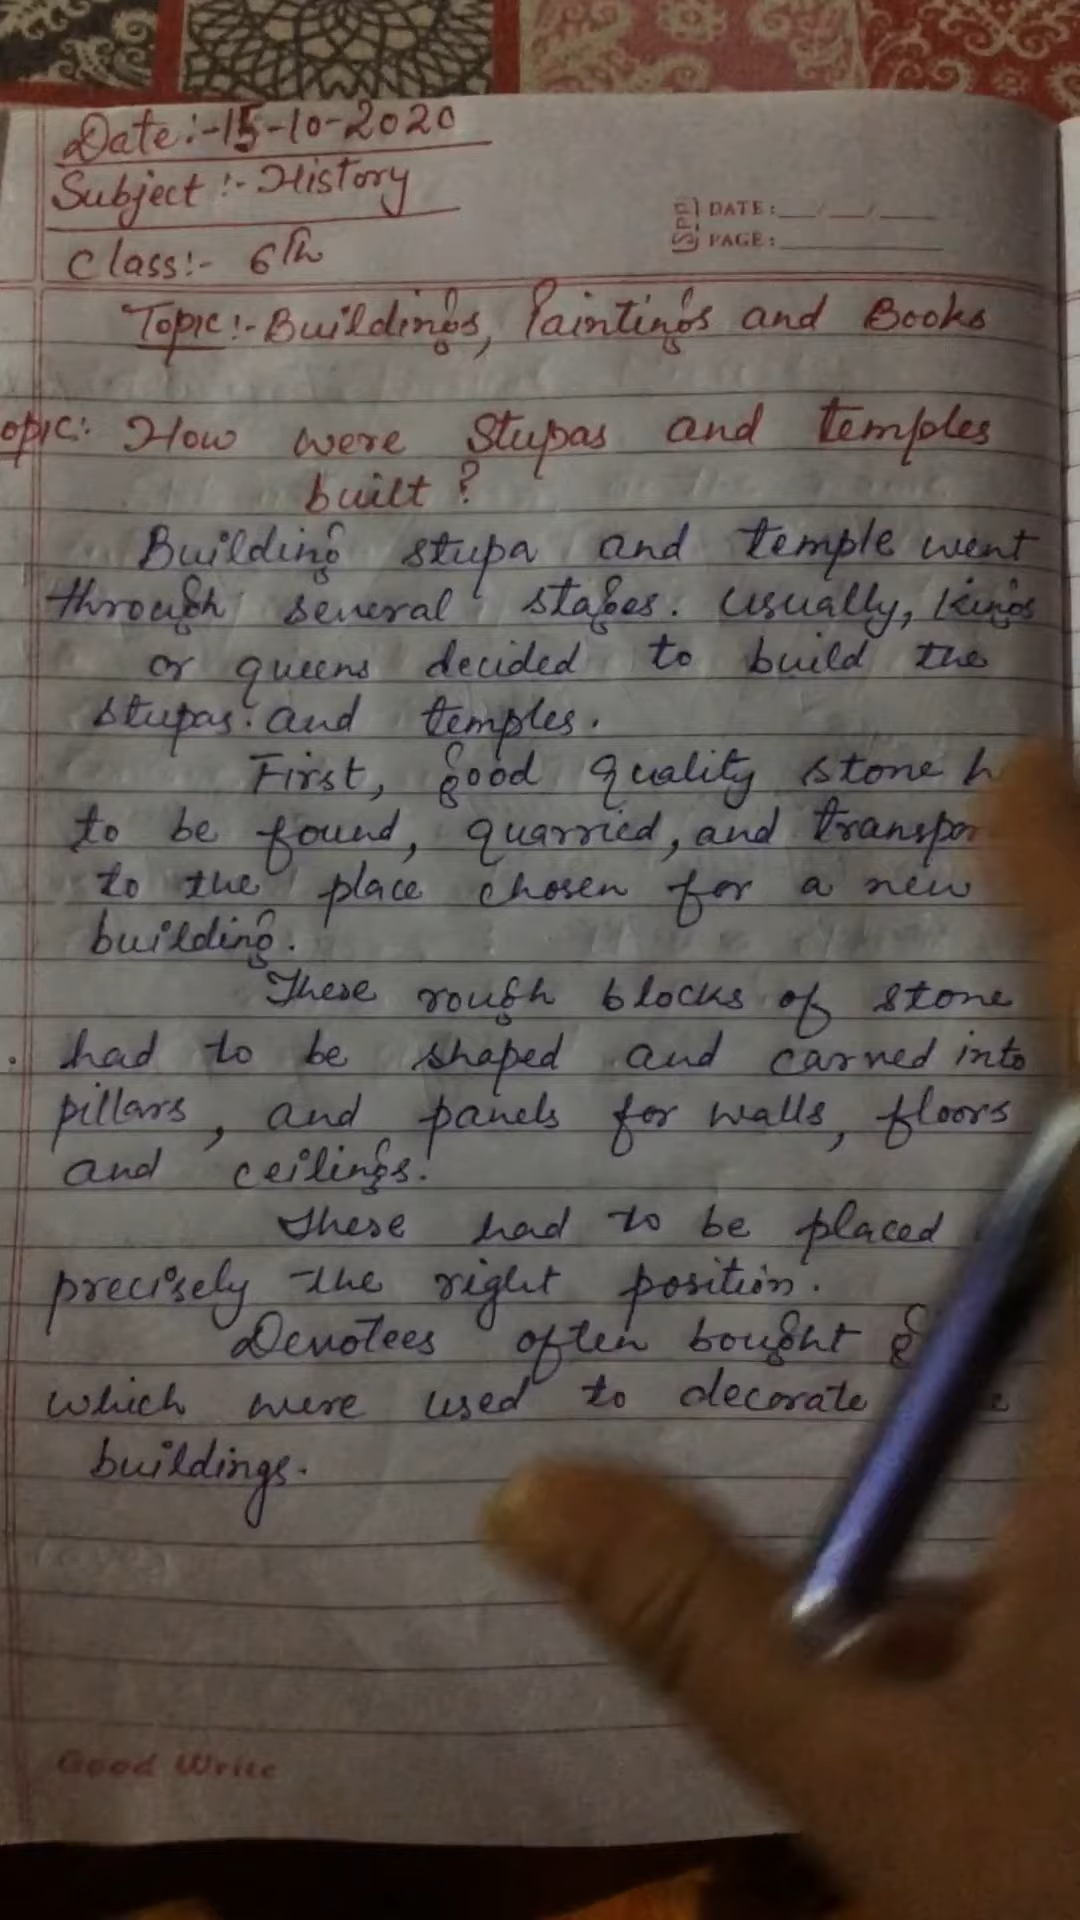 Date:-15-10-2020
Subject:-History
Class:- 6th
DATE:
PAGE:
Topic:-Buildings, Paintings and Books
opic: How were Stupas and temples
built?
Building stupa and temple went
through several stages. Usually, kings
or queens decided to build the
stupas and temples.
First, good quality stone h
to be found, quarried, and transpor
to the place chosen for a new
building.
These rough blocks of stone
had to be shaped and carved into
pillars, and panels for walls, floors
and ceilings.
These had to be placed
precisely the right position.
Devotees often bought g
which were used to decorate
buildings.
Good Write